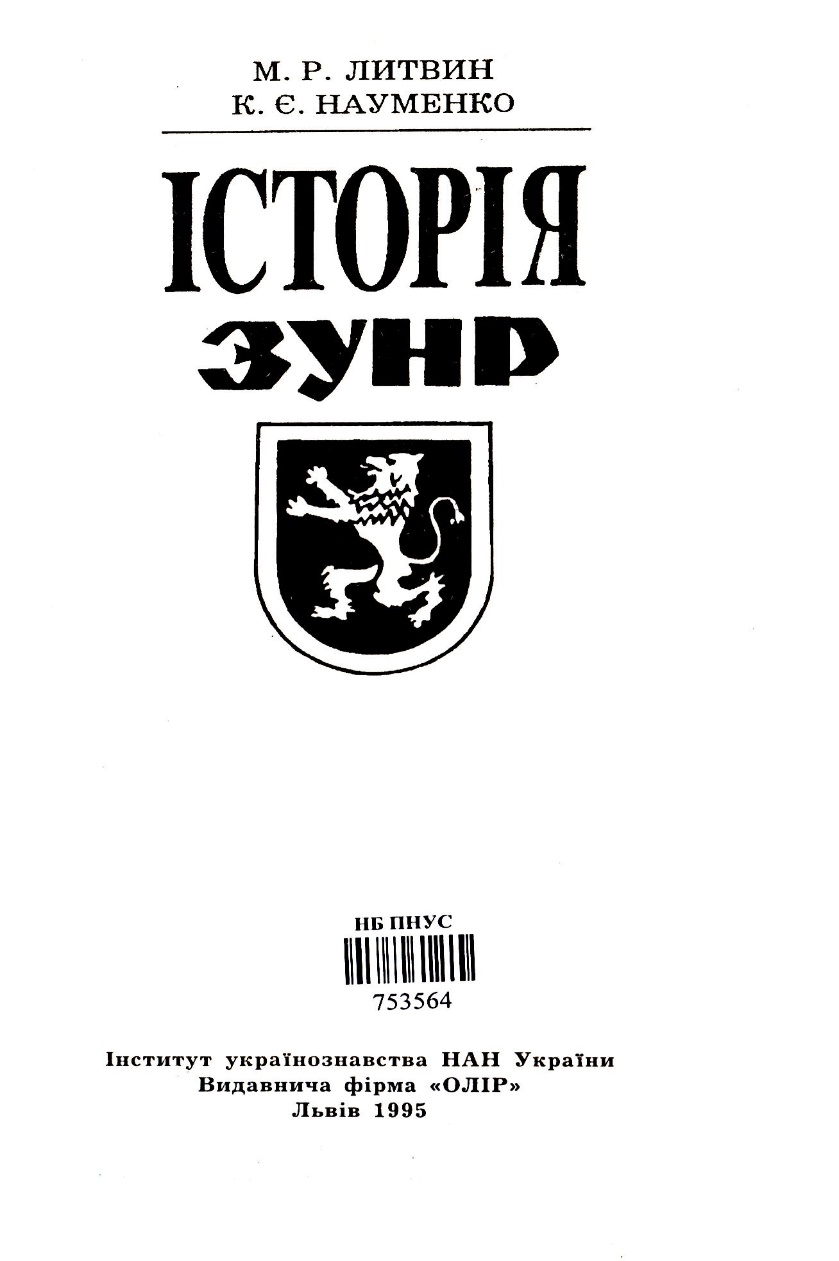 М. Р. ЛИТВИН
К. Є. НАУМЕНКО
ІСТОРІЯ
ЗУНР
НБ ПНУС
753564
Інститут українознавства НАН України
Видавнича фірма «ОЛІР»
Львів 1995